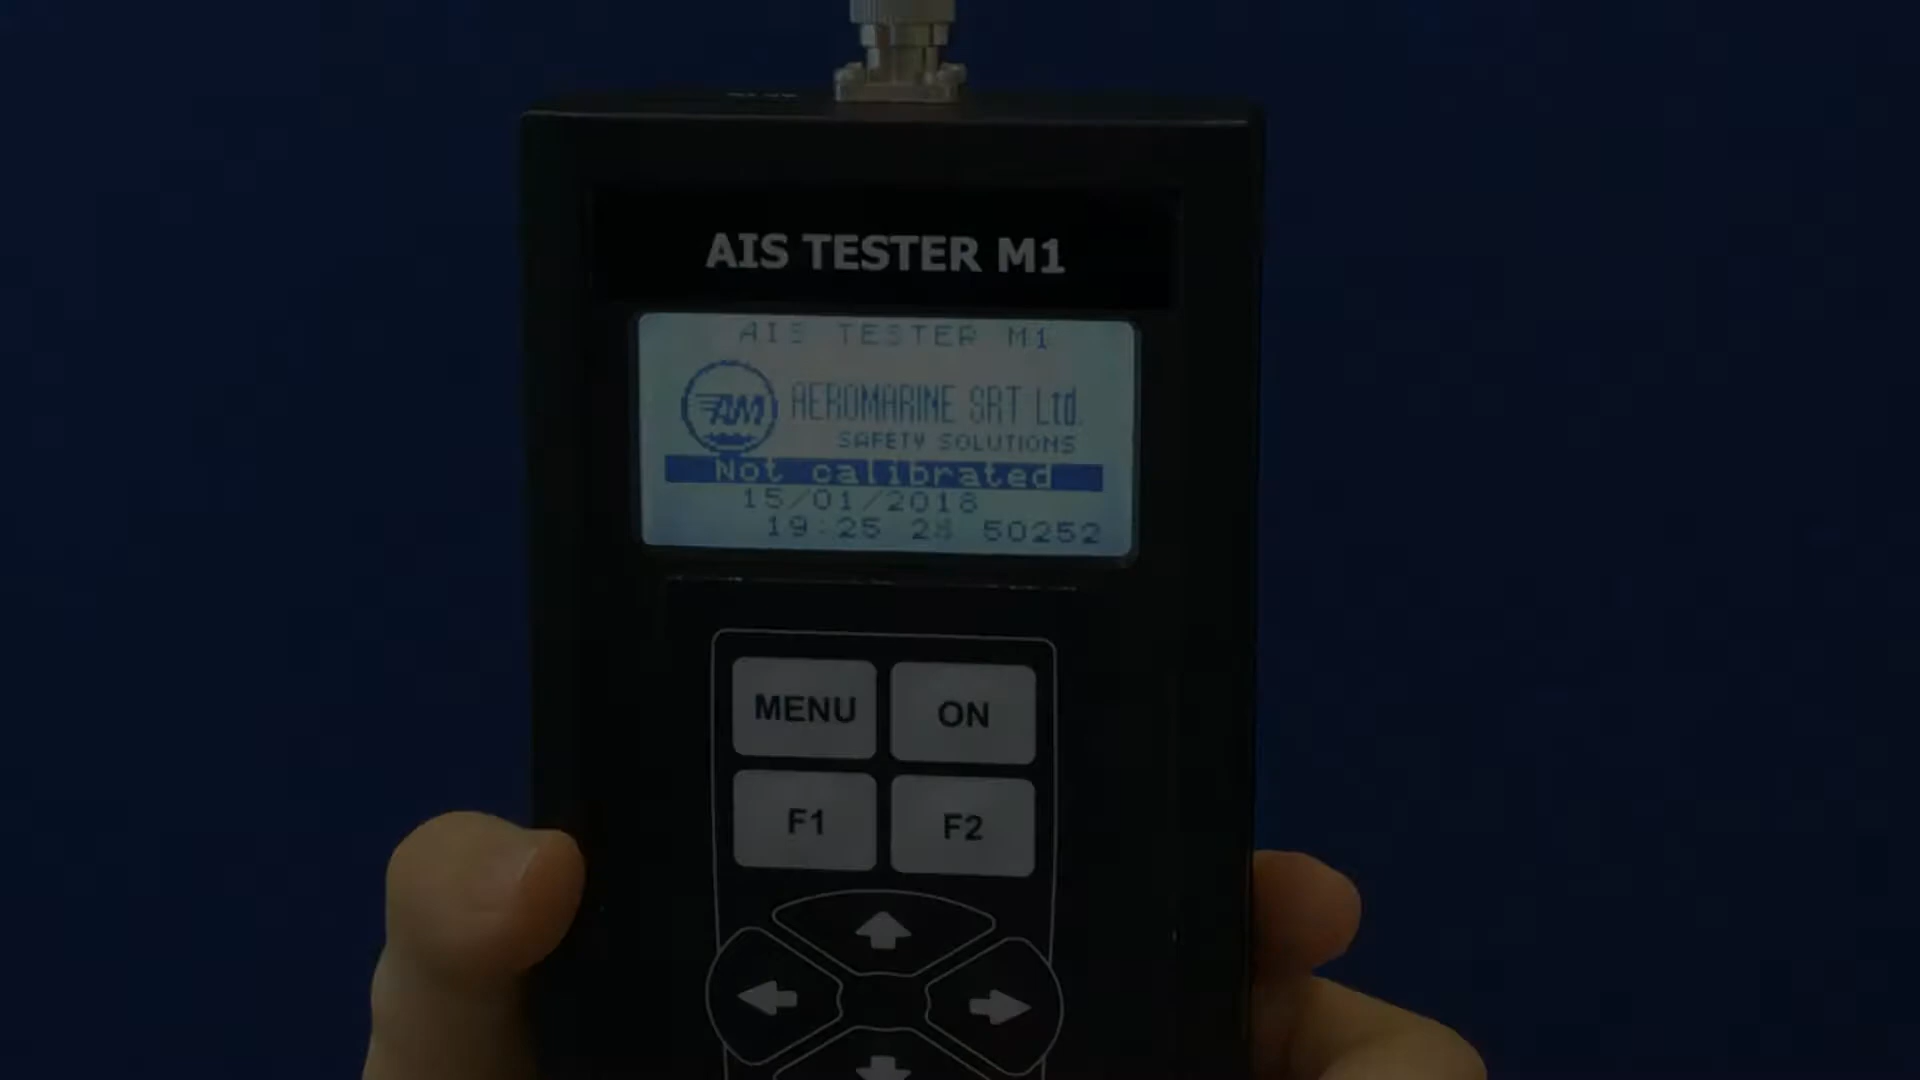 AIS TESTER M1
AIS TESTER M1
AM AEROMARINE SRT Ltd.
SAFETY SOLUTIONS
Not calibrated
15/01/2018
19:25 50252
MENU ON
F1 F2